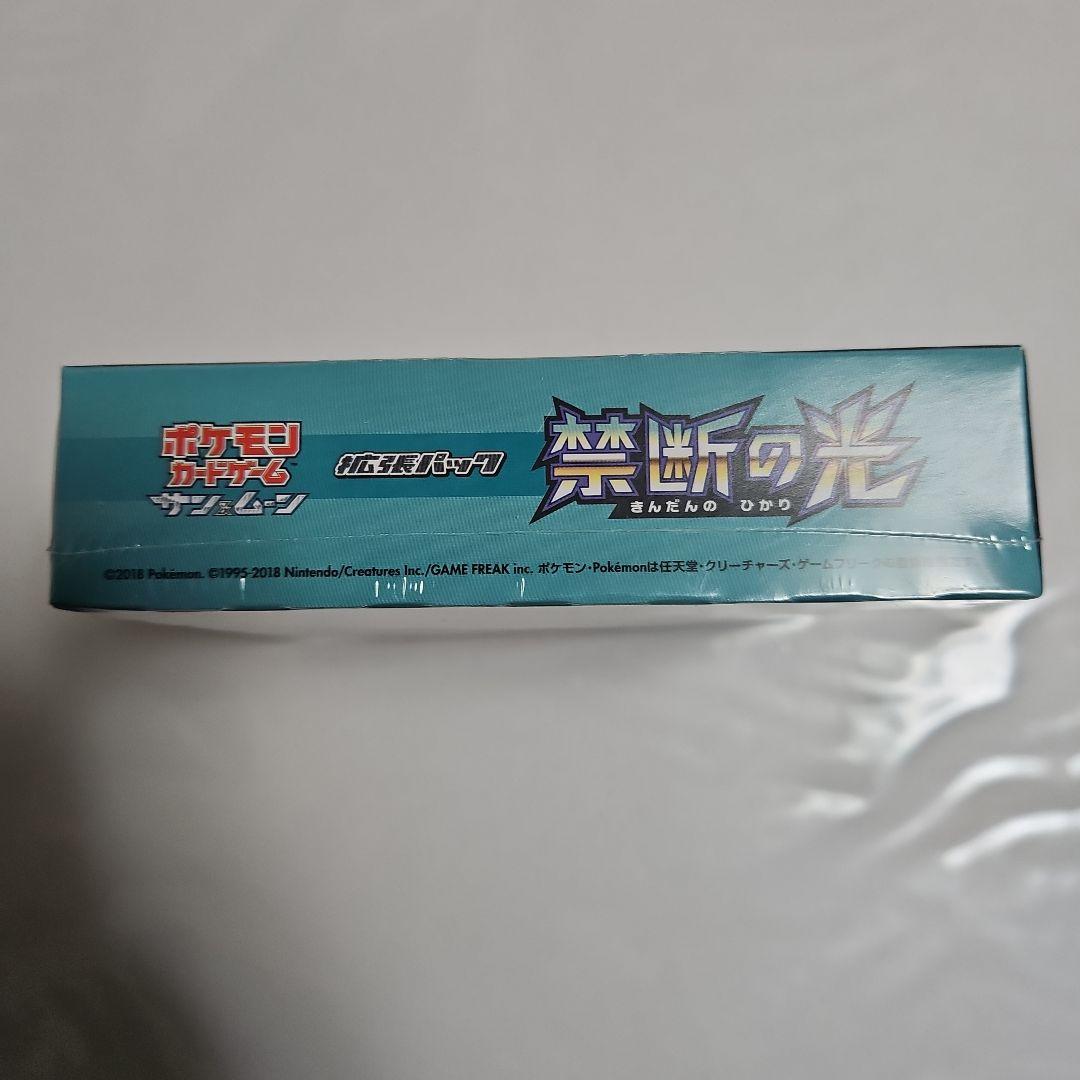 ポケモン
カードゲーム™
サン&ムーン
拡張パック
禁断の光
きんだんの ひかり
©2018 Pokémon. ©1995-2018 Nintendo/Creatures Inc./GAME FREAK inc. ポケモン・Pokémonは任天堂・クリーチャーズ・ゲームフリークの